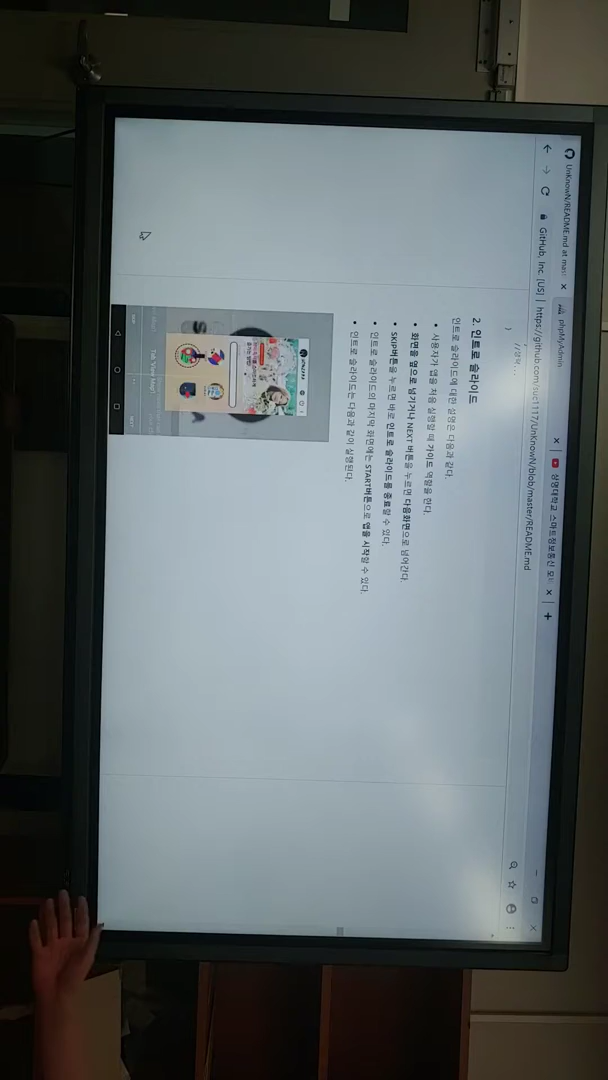 UnKnowN/README.md at mast
phpMyAdmin
상명대학교 스마트정보통신
GitHub, Inc. [US] | https://github.com/suc1117/UnKnowN/blob/master/README.md
2. 인트로 슬라이드
인트로 슬라이드에 대한 설명은 다음과 같다.
사용자가 앱을 처음 실행할 때 가이드 역할을 한다.
화면을 옆으로 넘기거나 NEXT 버튼을 누르면 다음화면으로 넘어간다.
SKIP버튼을 누르면 바로 인트로 슬라이드를 종료할 수 있다.
인트로 슬라이드의 마지막 화면에는 START버튼으로 앱을 시작할 수 있다.
인트로 슬라이드는 다음과 같이 실행된다.
SKIP
NEXT